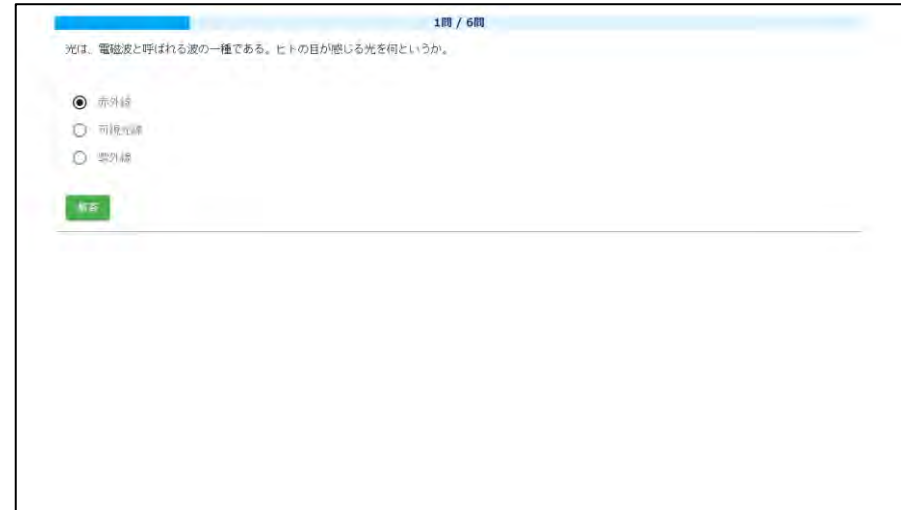 1問 / 6問
光は、電磁波と呼ばれる波の一種である。ヒトの目が感じる光を何というか。
赤外線
可視光線
紫外線
解答